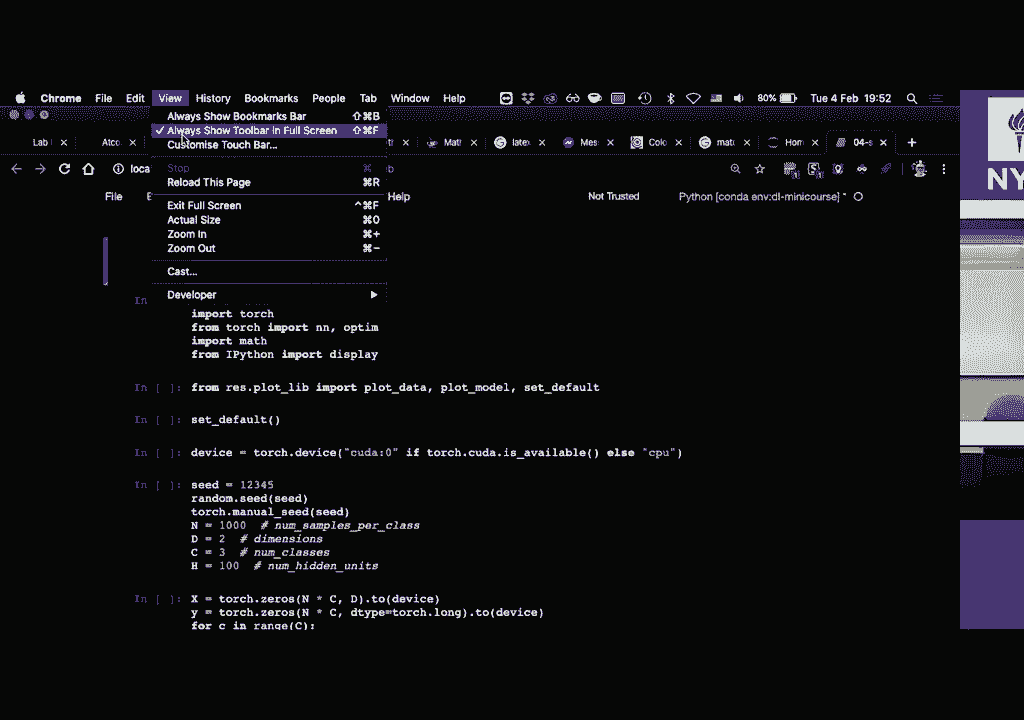 Chrome File Edit View History Bookmarks People Tab Window Help 80% Tue 4 Feb 19:52
Always Show Bookmarks Bar ⇧⌘B
✓ Always Show Toolbar in Full Screen ⇧⌘F
Customise Touch Bar...
Lab Atco Mat latex Mes Colo mat Hom 04-s
Stop ⌘.
loca
Reload This Page ⌘R
File Help Not Trusted Python [conda env:dl-minicourse] *
NY
Exit Full Screen ^⌘F
Actual Size ⌘0
Zoom In ⌘+
Zoom Out ⌘−
Cast...
Developer ▶
In
import torch
from torch import nn, optim
import math
from IPython import display
In [ ]: from res.plot_lib import plot_data, plot_model, set_default
In [ ]: set_default()
In [ ]: device = torch.device("cuda:0" if torch.cuda.is_available() else "cpu")
In [ ]: seed = 12345
random.seed(seed)
torch.manual_seed(seed)
N = 1000 # num_samples_per_class
D = 2 # dimensions
C = 3 # num_classes
H = 100 # num_hidden_units
In [ ]: X = torch.zeros(N * C, D).to(device)
y = torch.zeros(N * C, dtype=torch.long).to(device)
for c in range(C):